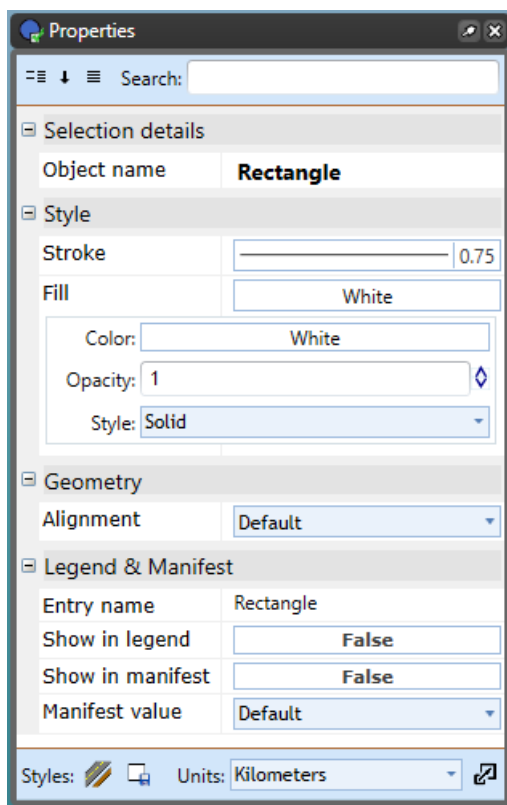 Properties
Search:
Selection details
Object name Rectangle
Style
Stroke 0.75
Fill White
Color: White
Opacity: 1
Style: Solid
Geometry
Alignment Default
Legend & Manifest
Entry name Rectangle
Show in legend False
Show in manifest False
Manifest value Default
Styles: Units: Kilometers